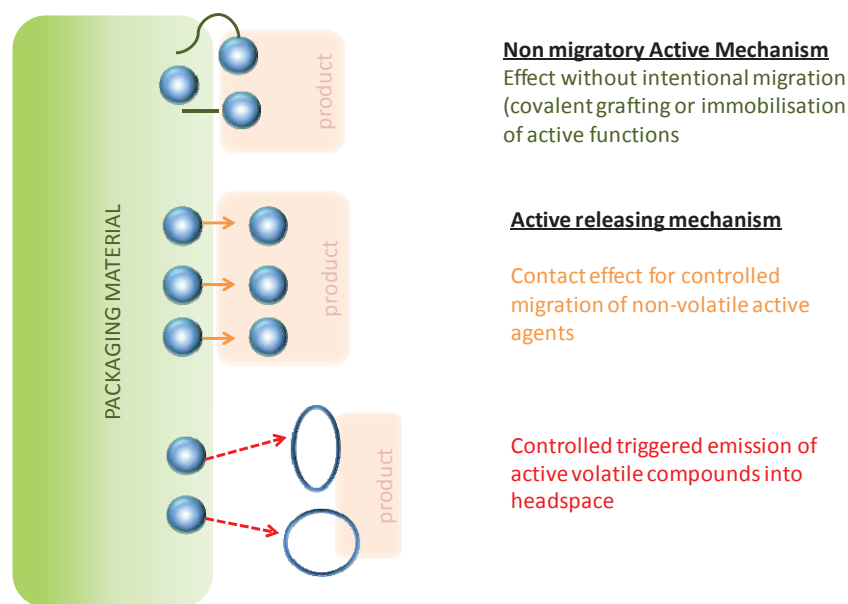 PACKAGING MATERIAL
product
Non migratory Active Mechanism
Effect without intentional migration
(covalent grafting or immobilisation
of active functions
product
Active releasing mechanism
Contact effect for controlled
migration of non-volatile active
agents
product
Controlled triggered emission of
active volatile compounds into
headspace